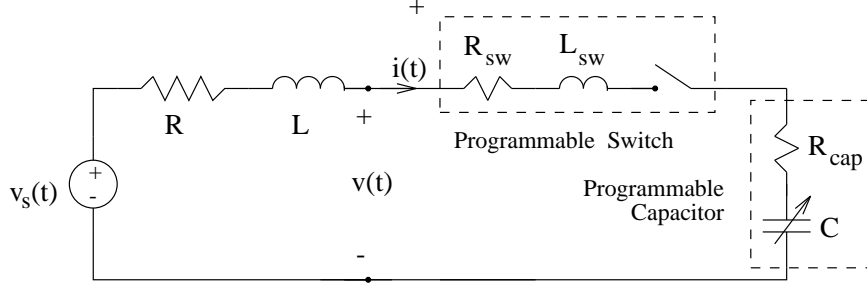 +
R_sw
L_sw
i(t)
R
L
+
Programmable Switch
R_cap
+
-
v_s(t)
v(t)
Programmable
Capacitor
C
-